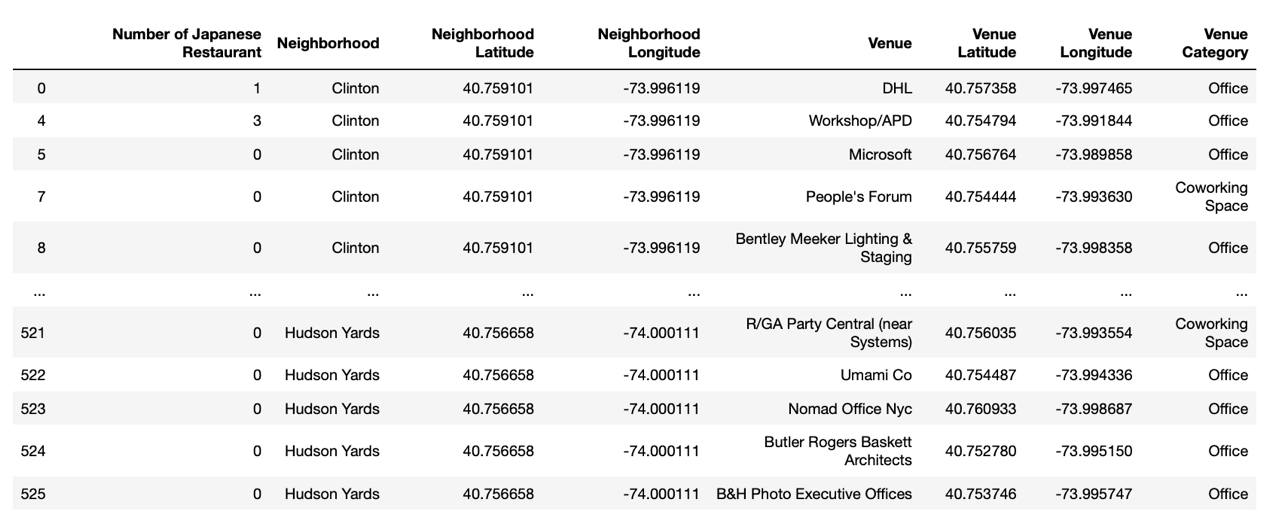 Number of Japanese Restaurant Neighborhood Neighborhood Latitude Neighborhood Longitude Venue Venue Latitude Venue Longitude Venue Category
0 1 Clinton 40.759101 -73.996119 DHL 40.757358 -73.997465 Office
4 3 Clinton 40.759101 -73.996119 Workshop/APD 40.754794 -73.991844 Office
5 0 Clinton 40.759101 -73.996119 Microsoft 40.756764 -73.989858 Office
7 0 Clinton 40.759101 -73.996119 People's Forum 40.754444 -73.993630 Coworking Space
8 0 Clinton 40.759101 -73.996119 Bentley Meeker Lighting & Staging 40.755759 -73.998358 Office
... ... ... ... ... ... ... ... ...
521 0 Hudson Yards 40.756658 -74.000111 R/GA Party Central (near Systems) 40.756035 -73.993554 Coworking Space
522 0 Hudson Yards 40.756658 -74.000111 Umami Co 40.754487 -73.994336 Office
523 0 Hudson Yards 40.756658 -74.000111 Nomad Office Nyc 40.760933 -73.998687 Office
524 0 Hudson Yards 40.756658 -74.000111 Butler Rogers Baskett Architects 40.752780 -73.995150 Office
525 0 Hudson Yards 40.756658 -74.000111 B&H Photo Executive Offices 40.753746 -73.995747 Office